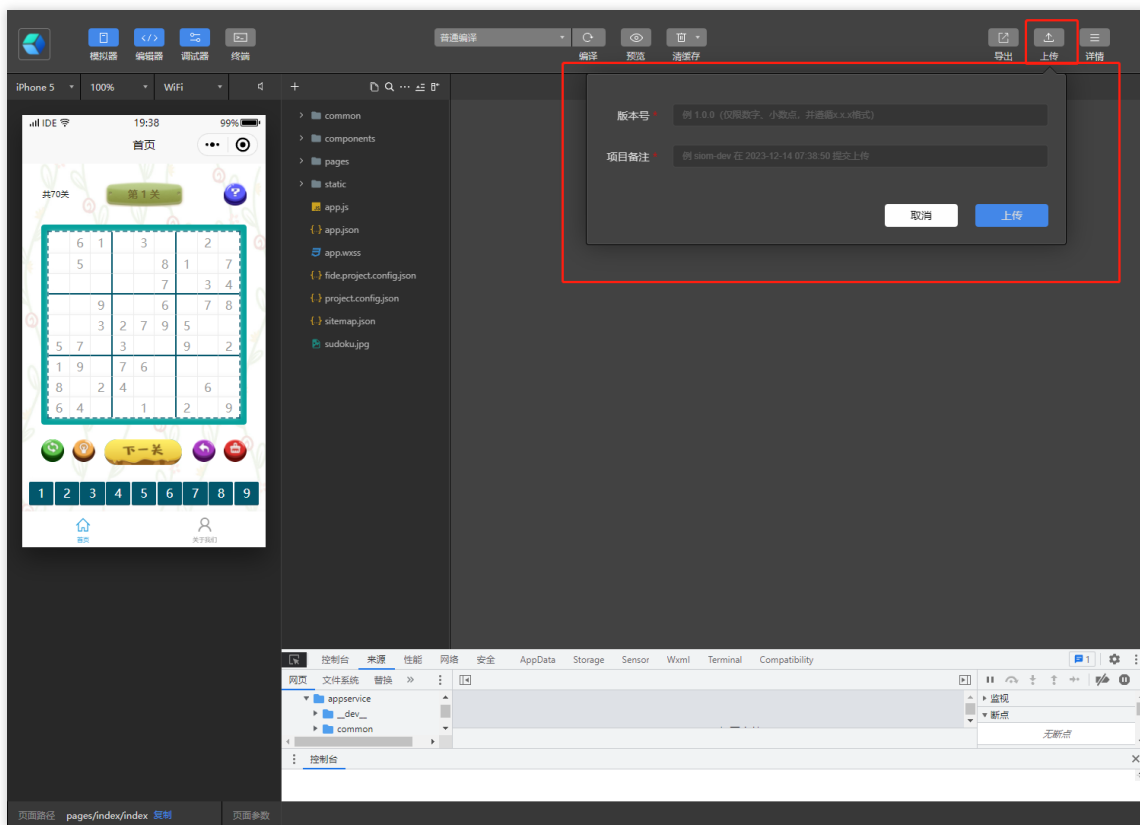 模拟器 编辑器 调试器 终端 普通编译 编译 预览 清缓存 导出 上传 详情
iPhone 5 100% WiFi
IDE 19:38 99%
首页
共70关 第1关 ?
6 1 3 2
5 8 1 7
7 3 4
9 6 7 8
3 2 7 9 5
5 7 3 9 2
1 9 7 6
8 2 4 6
6 4 1 2 9
下一关
1 2 3 4 5 6 7 8 9
首页 关于我们
common
components
pages
static
app.js
{..} app.json
app.wxss
{..} fide.project.config.json
{..} project.config.json
{..} sitemap.json
sudoku.jpg
版本号 * 例 1.0.0（仅限数字、小数点，并遵循x.x.x格式）
项目备注 * 例 siom-dev 在 2023-12-14 07:38:50 提交上传
取消 上传
控制台 来源 性能 网络 安全 AppData Storage Sensor Wxml Terminal Compatibility 1
网页 文件系统 替换 »
appservice
__dev__
common
监视
断点
无断点
控制台
页面路径 pages/index/index 复制 页面参数